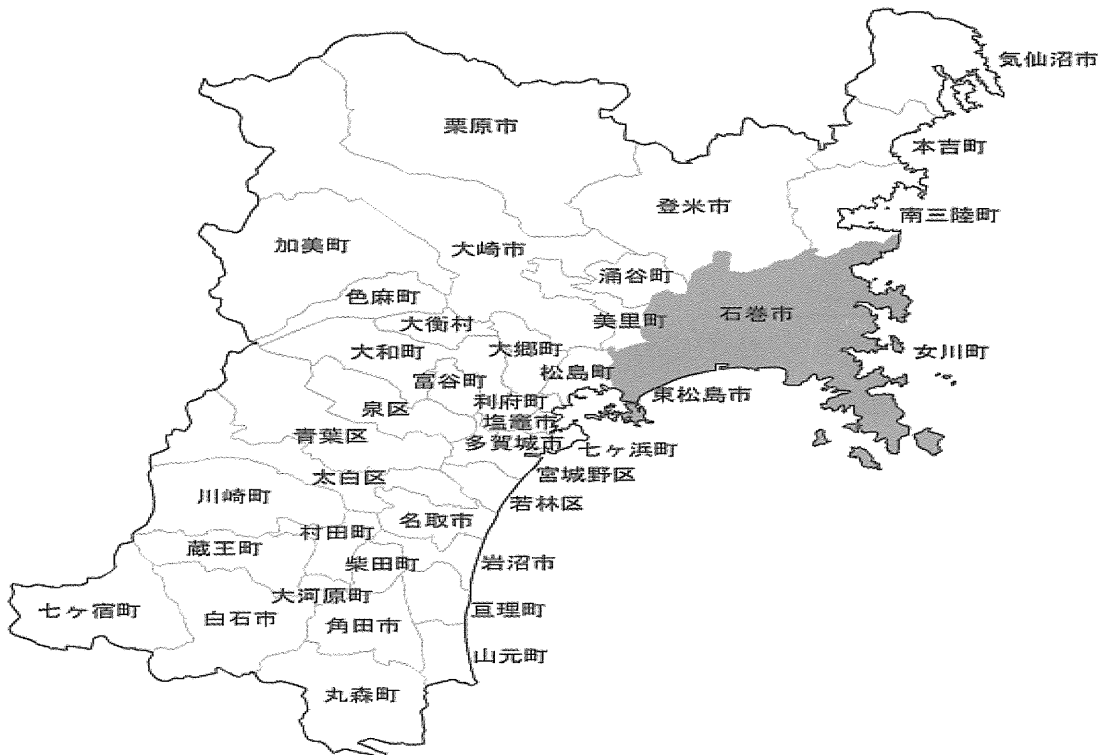 気仙沼市
栗原市
本吉町
登米市
南三陸町
加美町
大崎市
涌谷町
色麻町
石巻市
大衡村
美里町
大和町
大郷町
女川町
富谷町
松島町
東松島市
泉区
利府町
塩竈市
青葉区
多賀城市
七ヶ浜町
太白区
宮城野区
川崎町
若林区
名取市
村田町
蔵王町
柴田町
岩沼市
大河原町
七ケ宿町
白石市
角田市
亘理町
山元町
丸森町